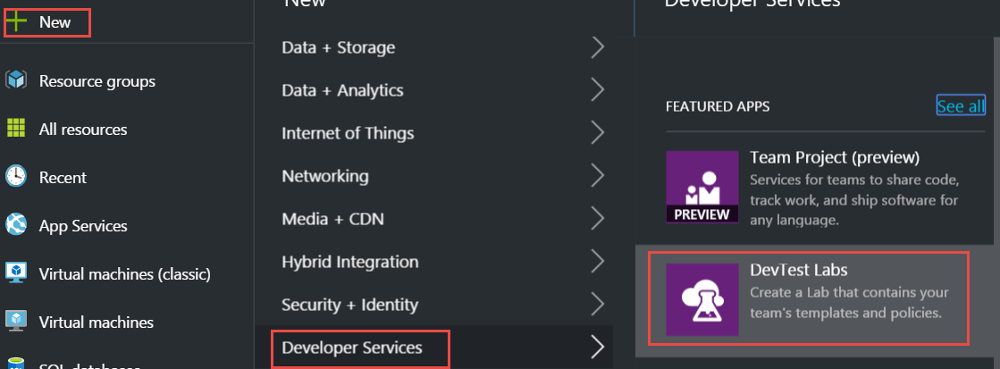 New
Resource groups
All resources
Recent
App Services
Virtual machines (classic)
Virtual machines
SQL databases
New
Data + Storage
Data + Analytics
Internet of Things
Networking
Media + CDN
Hybrid Integration
Security + Identity
Developer Services
Developer Services
FEATURED APPS
See all
PREVIEW
Team Project (preview)
Services for teams to share code,
track work, and ship software for
any language.
DevTest Labs
Create a Lab that contains your
team's templates and policies.